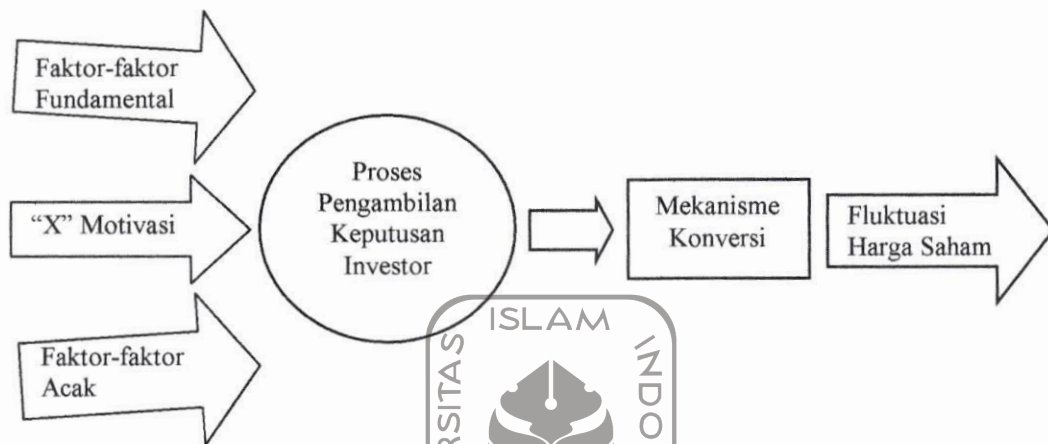 Faktor-faktor
Fundamental
"X" Motivasi
Faktor-faktor
Acak
Proses
Pengambilan
Keputusan
Investor
Mekanisme
Konversi
Fluktuasi
Harga Saham
ISLAM